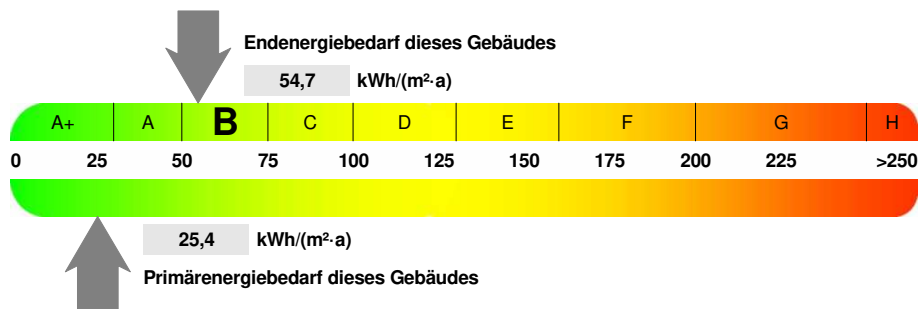 Endenergiebedarf dieses Gebäudes
54,7 kWh/(m²·a)
A+ A B C D E F G H
0 25 50 75 100 125 150 175 200 225 >250
25,4 kWh/(m²·a)
Primärenergiebedarf dieses Gebäudes